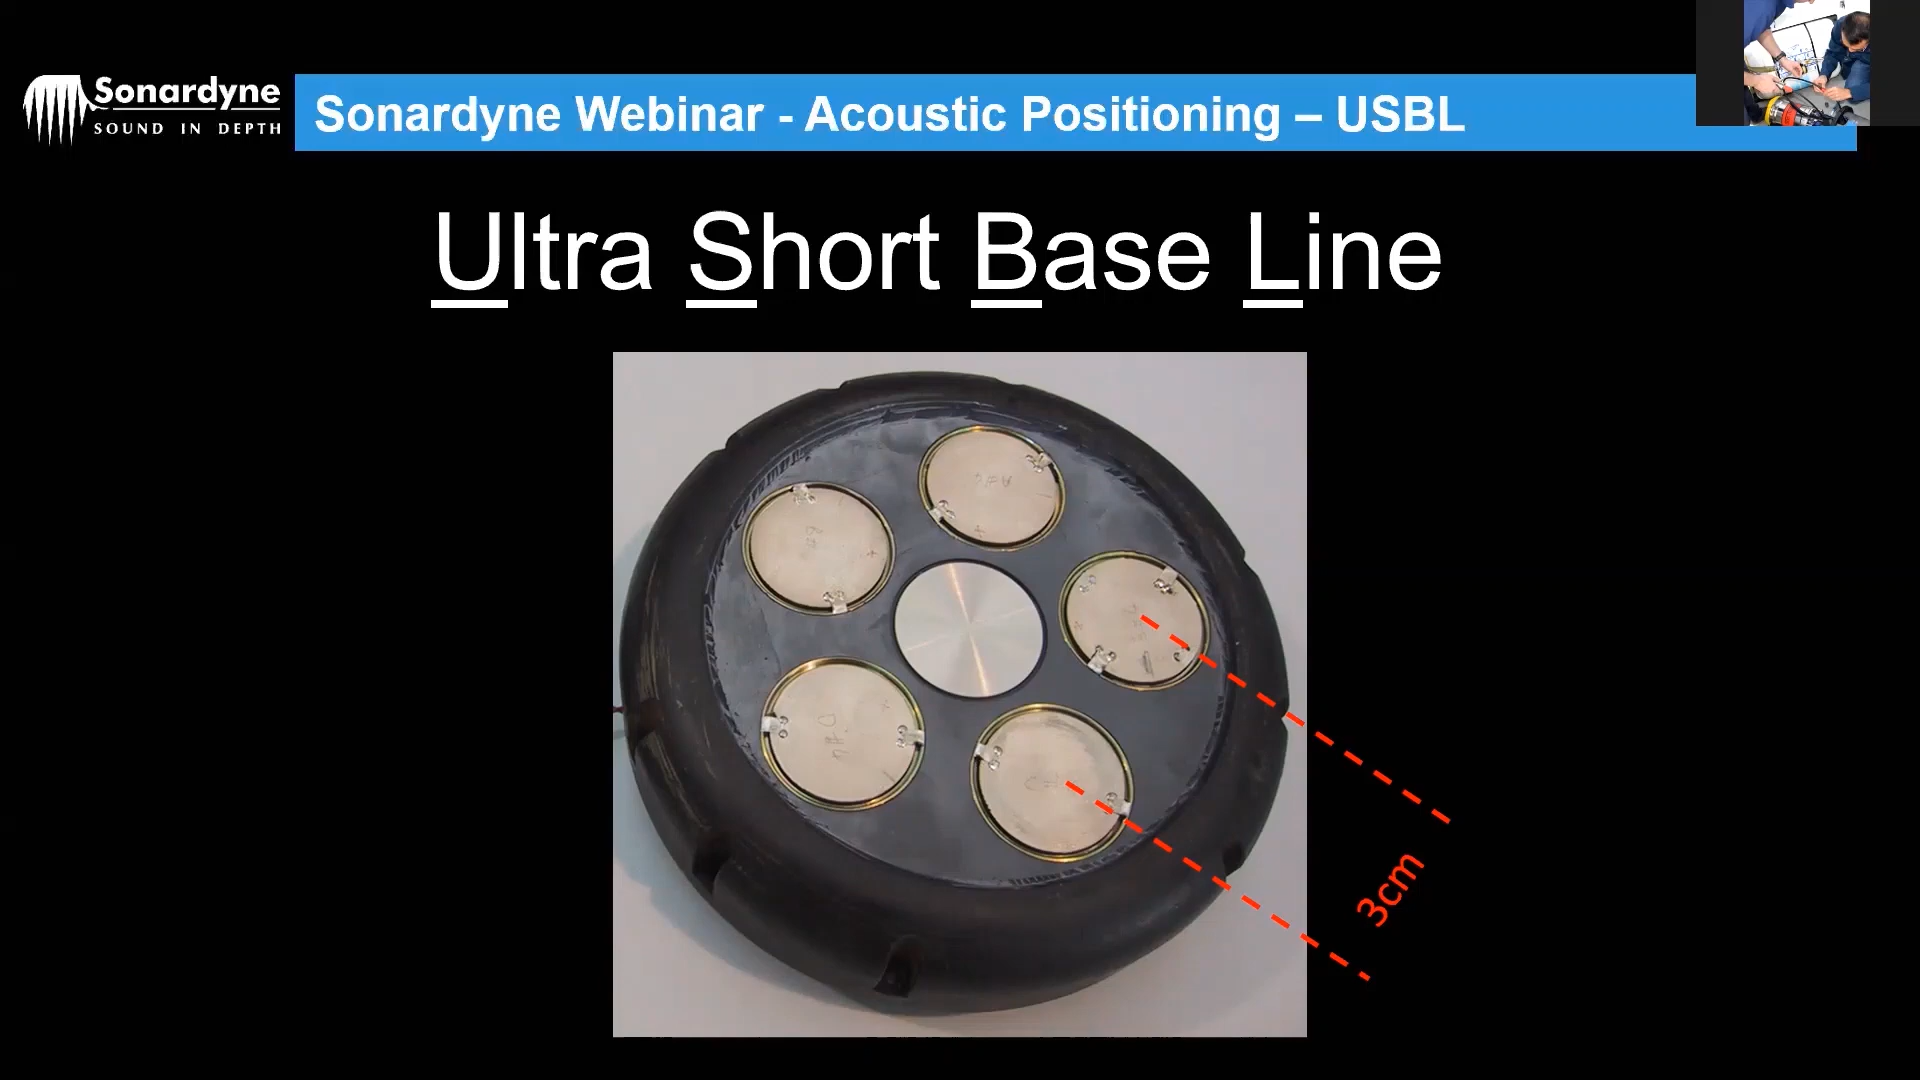 Sonardyne
SOUND IN DEPTH
Sonardyne Webinar - Acoustic Positioning – USBL
Ultra Short Base Line
3cm